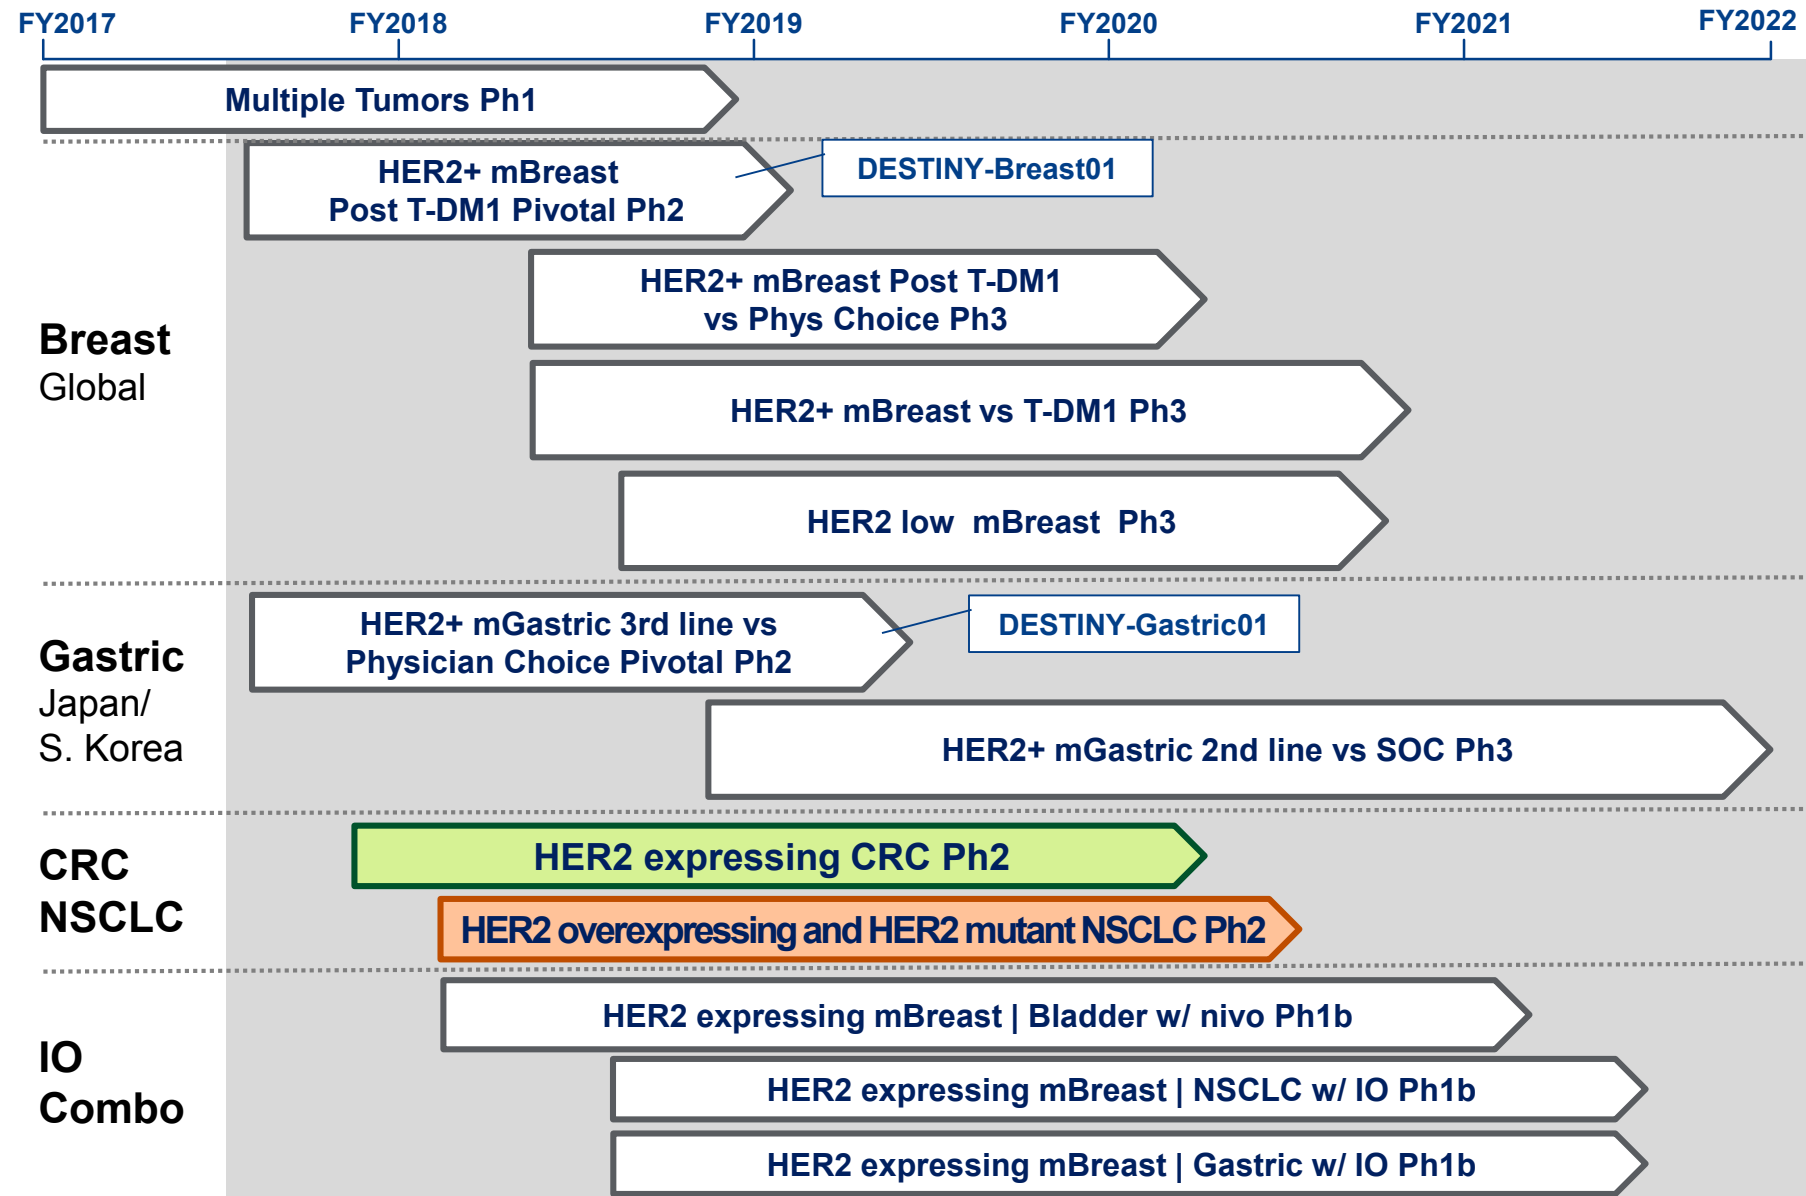 FY2017 FY2018 FY2019 FY2020 FY2021 FY2022
Multiple Tumors Ph1
Breast
Global
HER2+ mBreast
Post T-DM1 Pivotal Ph2
DESTINY-Breast01
HER2+ mBreast Post T-DM1
vs Phys Choice Ph3
HER2+ mBreast vs T-DM1 Ph3
HER2 low mBreast Ph3
Gastric
Japan/
S. Korea
HER2+ mGastric 3rd line vs
Physician Choice Pivotal Ph2
DESTINY-Gastric01
HER2+ mGastric 2nd line vs SOC Ph3
CRC
NSCLC
HER2 expressing CRC Ph2
HER2 overexpressing and HER2 mutant NSCLC Ph2
IO
Combo
HER2 expressing mBreast | Bladder w/ nivo Ph1b
HER2 expressing mBreast | NSCLC w/ IO Ph1b
HER2 expressing mBreast | Gastric w/ IO Ph1b